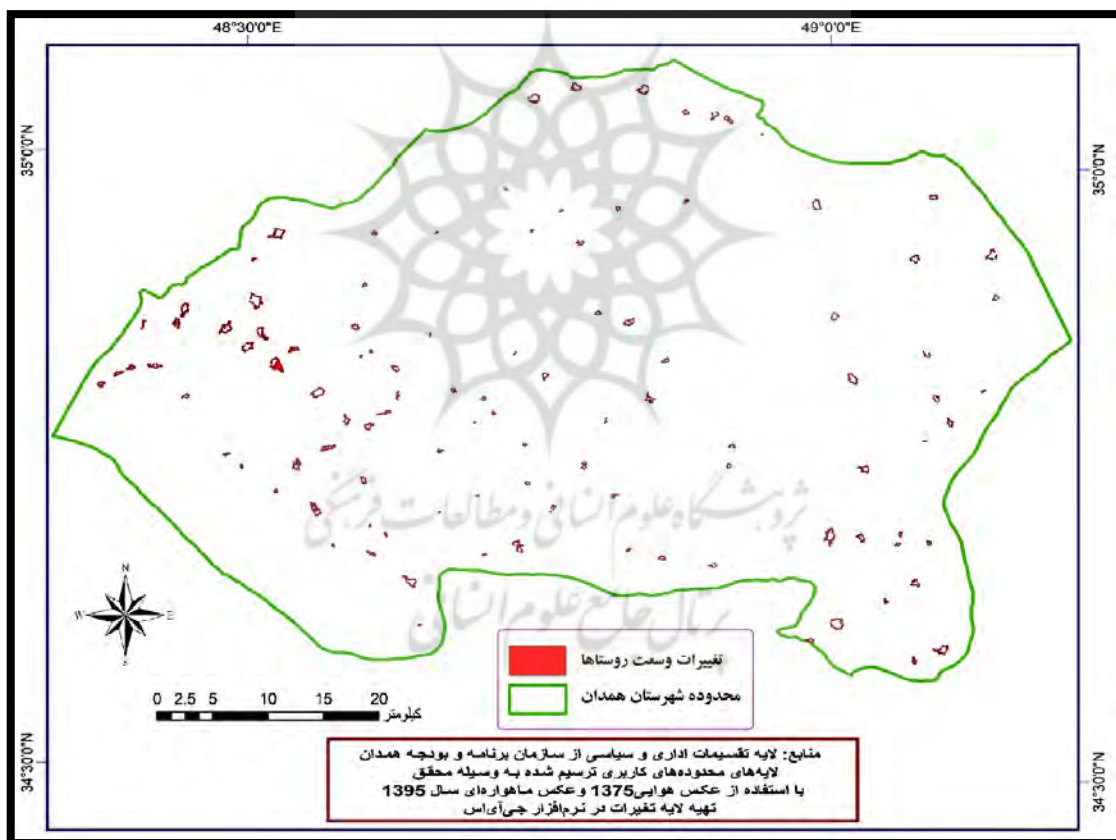 48°30'0"E
49°0'0"E
35°0'0"N
35°0'0"N
پژوهشگاه علوم انسانی و مطالعات فرهنگی
پرتال جامع علوم انسانی
N
W
E
S
تغییرات وسعت روستاها
محدوده شهرستان همدان
0 2.5 5 10 15 20
کیلومتر
34°30'0"N
34°30'0"N
منابع: لایه تقسیمات اداری و سیاسی از سازمان برنامه و بودجه همدان
لایه‌های محدوده‌های کاربری ترسیم شده به وسیله محقق
با استفاده از عکس هوایی1375 وعکس ماهواره‌ای سال 1395
تهیه لایه تغیرات در نرم‌افزار جی‌آی‌اس